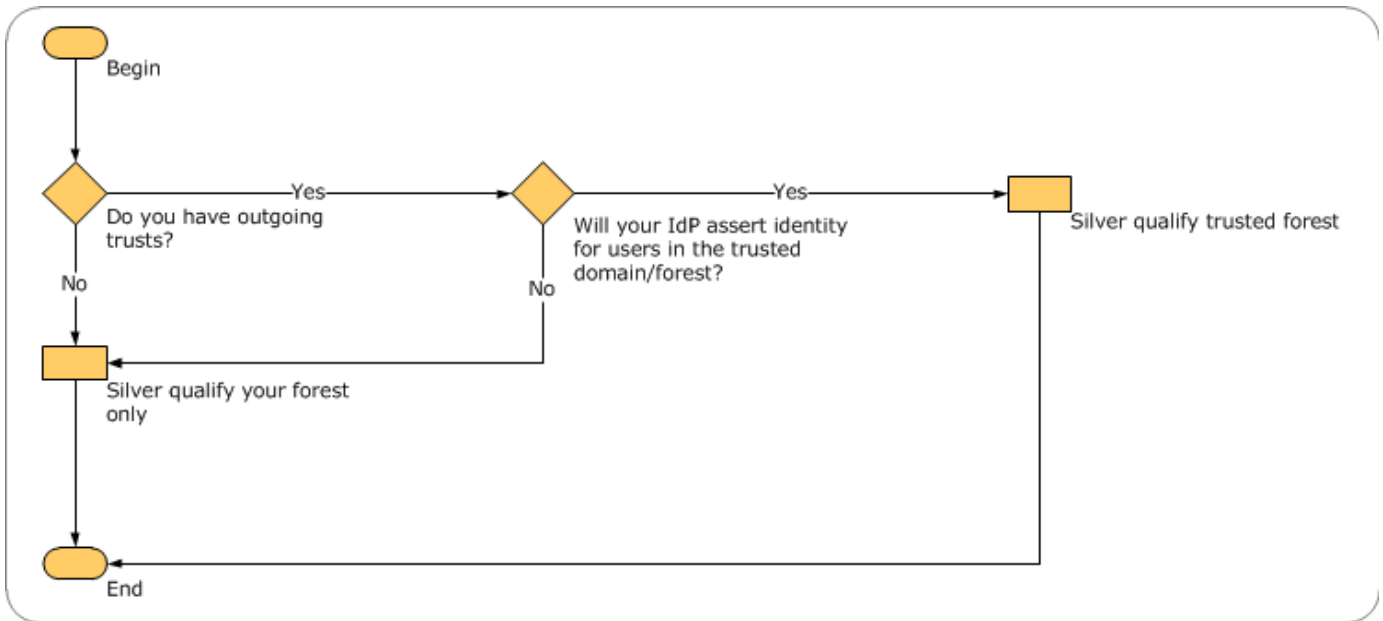 Begin
Yes
Yes
Do you have outgoing
trusts?
Will your IdP assert identity
for users in the trusted
domain/forest?
Silver qualify trusted forest
No
No
Silver qualify your forest
only
End